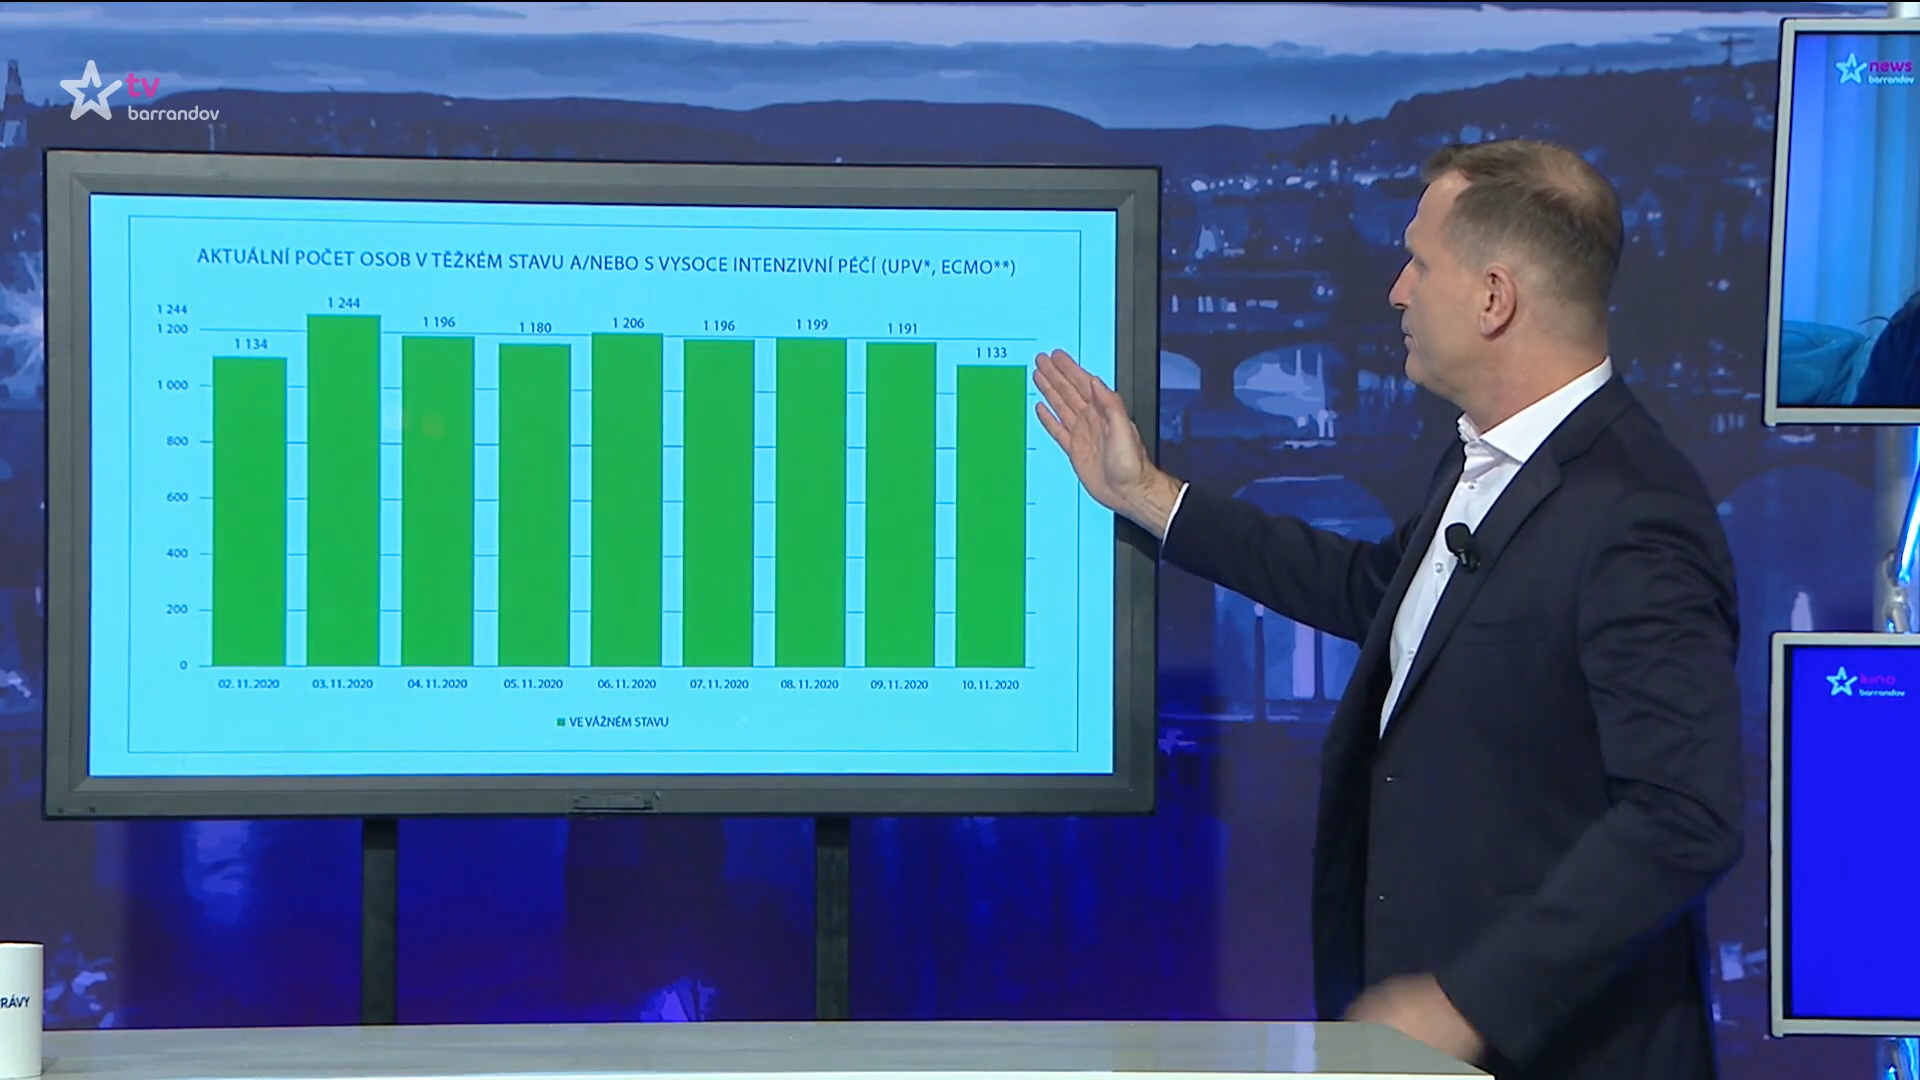 tv
barrandov
news
barrandov
AKTUÁLNÍ POČET OSOB V TĚŽKÉM STAVU A/NEBO S VYSOCE INTENZIVNÍ PÉČÍ (UPV*, ECMO**)
1 244
1 200
1 000
800
600
400
200
0
1 134
1 244
1 196
1 180
1 206
1 196
1 199
1 191
1 133
02. 11. 2020
03. 11. 2020
04. 11. 2020
05. 11. 2020
06. 11. 2020
07. 11. 2020
08. 11. 2020
09. 11. 2020
10. 11. 2020
VE VÁŽNÉM STAVU
kino
barrandov
RÁVY